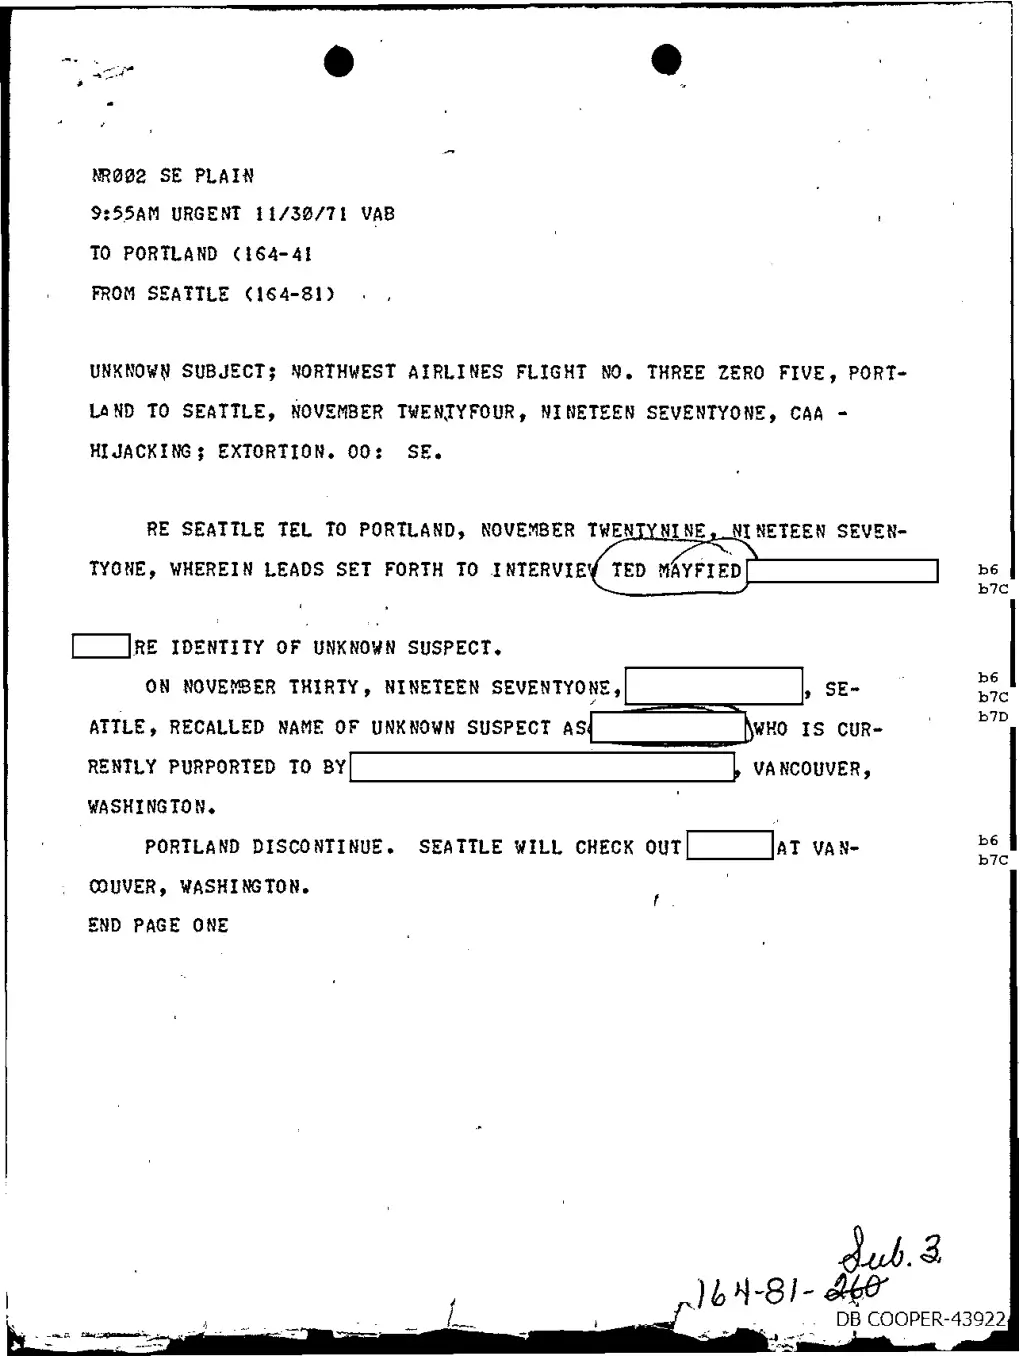 NR002 SE PLAIN
9:55AM URGENT 11/30/71 VAB
TO PORTLAND (164-41
FROM SEATTLE (164-81)
UNKNOWN SUBJECT; NORTHWEST AIRLINES FLIGHT NO. THREE ZERO FIVE, PORT-
LAND TO SEATTLE, NOVEMBER TWENTYFOUR, NINETEEN SEVENTYONE, CAA -
HIJACKING; EXTORTION. OO: SE.
RE SEATTLE TEL TO PORTLAND, NOVEMBER TWENTYNINE, NINETEEN SEVEN-
TYONE, WHEREIN LEADS SET FORTH TO INTERVIEW TED MAYFIED b6
b7C
RE IDENTITY OF UNKNOWN SUSPECT.
ON NOVEMBER THIRTY, NINETEEN SEVENTYONE, , SE- b6
b7C
ATTLE, RECALLED NAME OF UNKNOWN SUSPECT AS WHO IS CUR- b7D
RENTLY PURPORTED TO BY , VANCOUVER,
WASHINGTON.
PORTLAND DISCONTINUE. SEATTLE WILL CHECK OUT AT VAN- b6
b7C
COUVER, WASHINGTON.
END PAGE ONE
Sub. 3
164-81-260
DB COOPER-43922